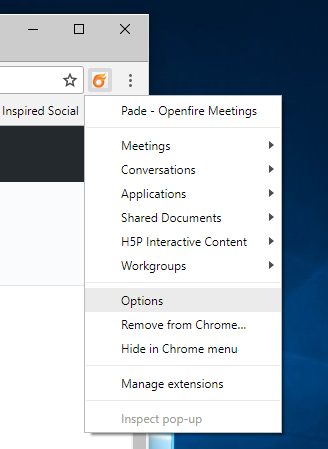 Inspired Social
Pade - Openfire Meetings
Meetings
Conversations
Applications
Shared Documents
H5P Interactive Content
Workgroups
Options
Remove from Chrome...
Hide in Chrome menu
Manage extensions
Inspect pop-up